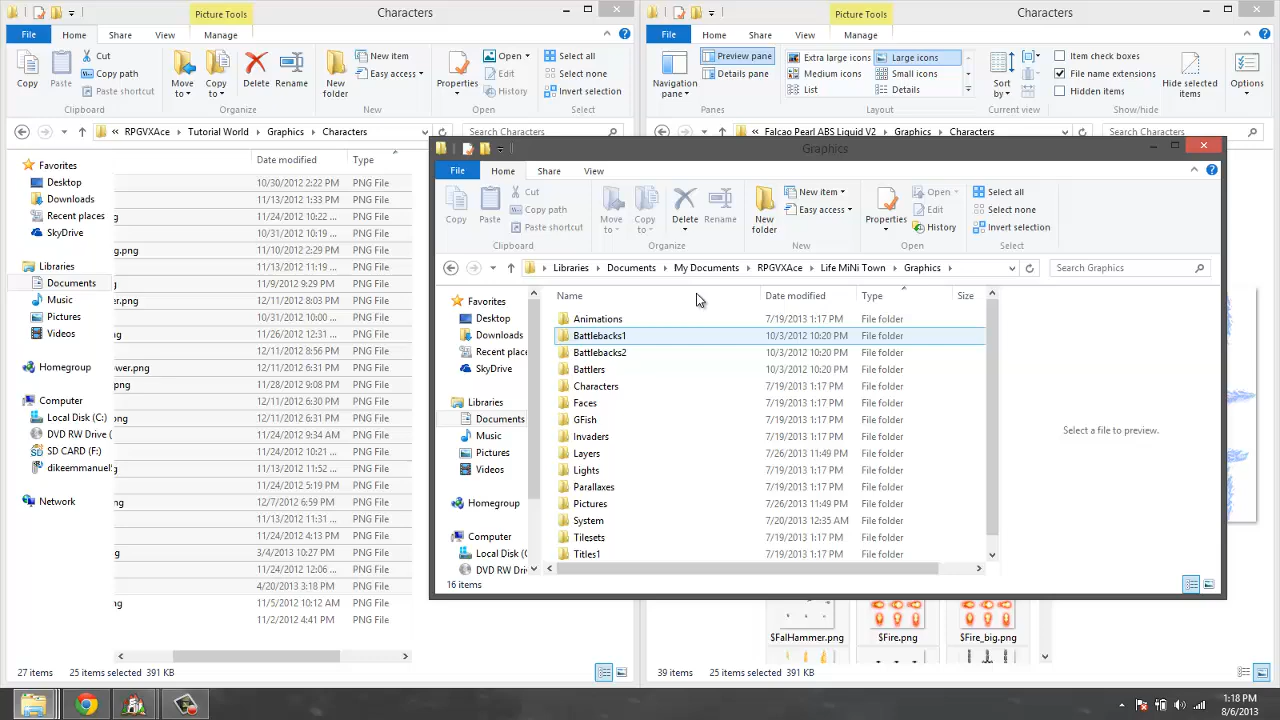 Picture Tools
Characters
File
Home
Share
View
Manage
Copy
Paste
Cut
Copy path
Paste shortcut
Clipboard
Move to
Copy to
Delete
Rename
Organize
New folder
New item
Easy access
New
Properties
Open
Edit
History
Open
Select all
Select none
Invert selection
Select
« RPGVXAce Tutorial World Graphics Characters
Search Characters
Favorites
Desktop
Downloads
Recent places
SkyDrive
Libraries
Documents
Music
Pictures
Videos
Homegroup
Computer
Local Disk (C:)
DVD RW Drive (
SD CARD (F:)
dikeemmanuel
Network
Date modified Type
10/30/2012 2:22 PM PNG File
11/13/2012 1:33 PM PNG File
g 11/16/2012 10:22 ... PNG File
10/31/2012 10:19 ... PNG File
g.png 11/10/2012 2:29 PM PNG File
11/13/2012 11:19 ... PNG File
11/9/2012 9:29 PM PNG File
er.png 12/11/2012 8:03 PM PNG File
10/31/2012 10:00 ... PNG File
ng 11/26/2012 12:31 ... PNG File
12/11/2012 8:56 PM PNG File
ower.png 12/11/2012 6:31 PM PNG File
png 11/28/2012 9:08 PM PNG File
12/11/2012 6:30 PM PNG File
ng 12/11/2012 6:31 PM PNG File
11/24/2012 9:34 AM PNG File
11/24/2012 10:21 ... PNG File
g 11/13/2012 11:52 ... PNG File
11/24/2012 5:19 PM PNG File
ng 12/7/2012 6:59 PM PNG File
11/13/2012 11:31 ... PNG File
11/24/2012 4:13 PM PNG File
g 3/4/2013 10:27 PM PNG File
11/24/2012 12:06 ... PNG File
4/20/2013 3:18 PM PNG File
ng 11/5/2012 10:12 AM PNG File
11/2/2012 4:41 PM PNG File
27 items 25 items selected 391 KB
Picture Tools
Characters
File
Home
Share
View
Manage
Navigation pane
Preview pane
Details pane
Panes
Extra large icons
Large icons
Medium icons
Small icons
List
Details
Layout
Sort by
Current view
Item check boxes
File name extensions
Hidden items
Hide selected items
Show/hide
Options
« Falcao Pearl ABS Liquid V2 Graphics Characters
Search Characters
$FalHammer.png
$Fire.png
$Fire_big.png
39 items 25 items selected 391 KB
Graphics
File
Home
Share
View
Copy
Paste
Cut
Copy path
Paste shortcut
Clipboard
Move to
Copy to
Delete
Rename
Organize
New folder
New item
Easy access
New
Properties
Open
Edit
History
Open
Select all
Select none
Invert selection
Select
Libraries Documents My Documents RPGVXAce Life MiNi Town Graphics
Search Graphics
Favorites
Desktop
Downloads
Recent place
SkyDrive
Libraries
Documents
Music
Pictures
Videos
Homegroup
Computer
Local Disk (
DVD RW Dri
Name Date modified Type Size
Animations 7/19/2013 1:17 PM File folder
Battlebacks1 10/3/2012 10:20 PM File folder
Battlebacks2 10/3/2012 10:20 PM File folder
Battlers 10/3/2012 10:20 PM File folder
Characters 7/19/2013 1:17 PM File folder
Faces 7/19/2013 1:17 PM File folder
GFish 7/19/2013 1:17 PM File folder
Invaders 7/19/2013 1:17 PM File folder
Layers 7/26/2013 11:49 PM File folder
Lights 7/19/2013 1:17 PM File folder
Parallaxes 7/19/2013 1:17 PM File folder
Pictures 7/26/2013 11:49 PM File folder
System 7/20/2013 12:35 AM File folder
Tilesets 7/19/2013 1:17 PM File folder
Titles1 7/19/2013 1:17 PM File folder
Select a file to preview.
16 items
1:18 PM
8/6/2013